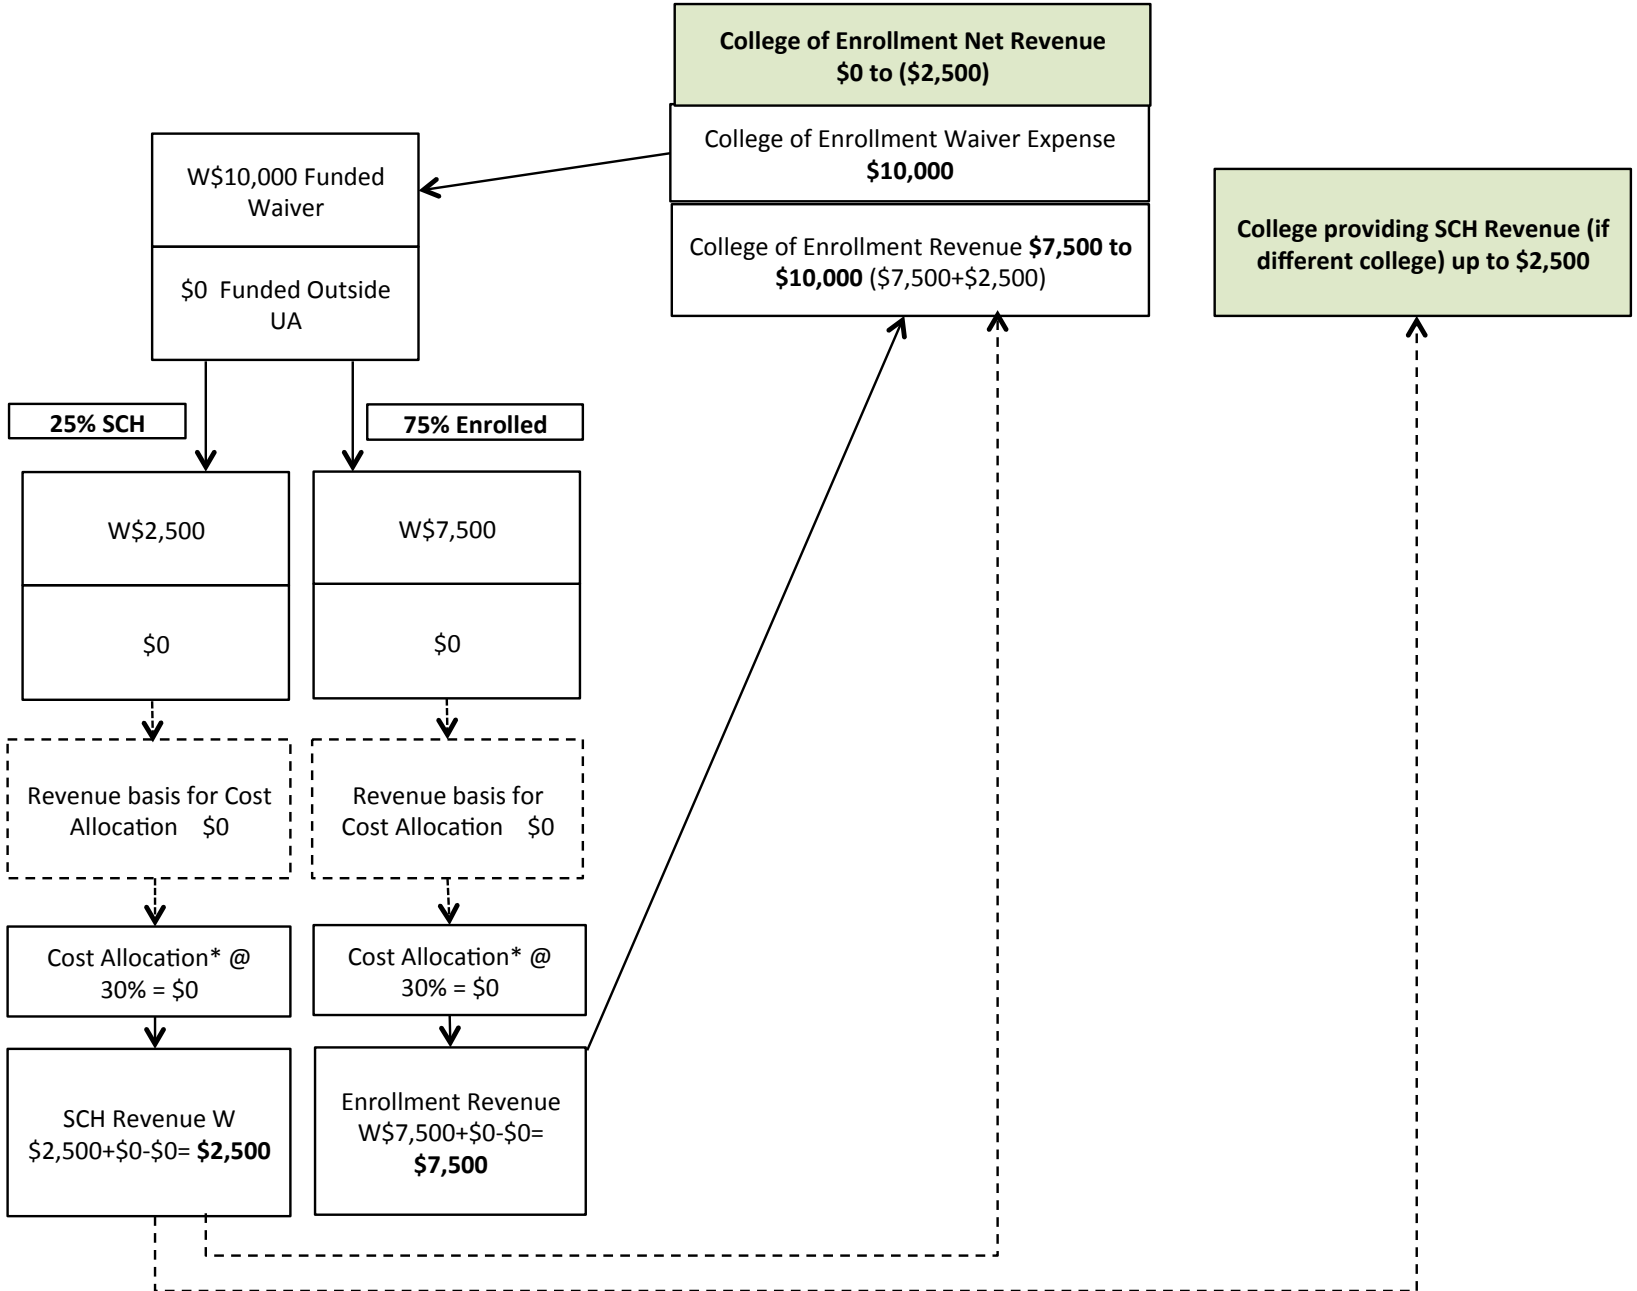 College of Enrollment Net Revenue
$0 to ($2,500)
College of Enrollment Waiver Expense
$10,000
W$10,000 Funded
Waiver
College providing SCH Revenue (if
different college) up to $2,500
College of Enrollment Revenue $7,500 to
$10,000 ($7,500+$2,500)
$0 Funded Outside
UA
25% SCH
75% Enrolled
W$2,500
W$7,500
$0
$0
Revenue basis for Cost
Allocation $0
Revenue basis for
Cost Allocation $0
Cost Allocation* @
30% = $0
Cost Allocation* @
30% = $0
SCH Revenue W
$2,500+$0-$0= $2,500
Enrollment Revenue
W$7,500+$0-$0=
$7,500